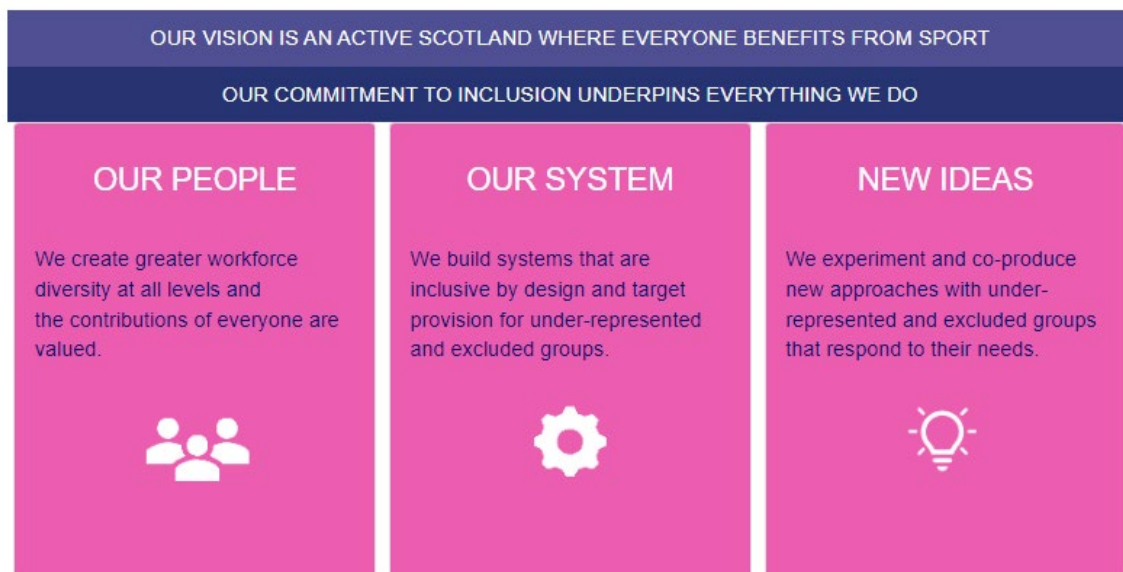 OUR VISION IS AN ACTIVE SCOTLAND WHERE EVERYONE BENEFITS FROM SPORT
OUR COMMITMENT TO INCLUSION UNDERPINS EVERYTHING WE DO
OUR PEOPLE
We create greater workforce
diversity at all levels and
the contributions of everyone are
valued.
OUR SYSTEM
We build systems that are
inclusive by design and target
provision for under-represented
and excluded groups.
NEW IDEAS
We experiment and co-produce
new approaches with under-
represented and excluded groups
that respond to their needs.